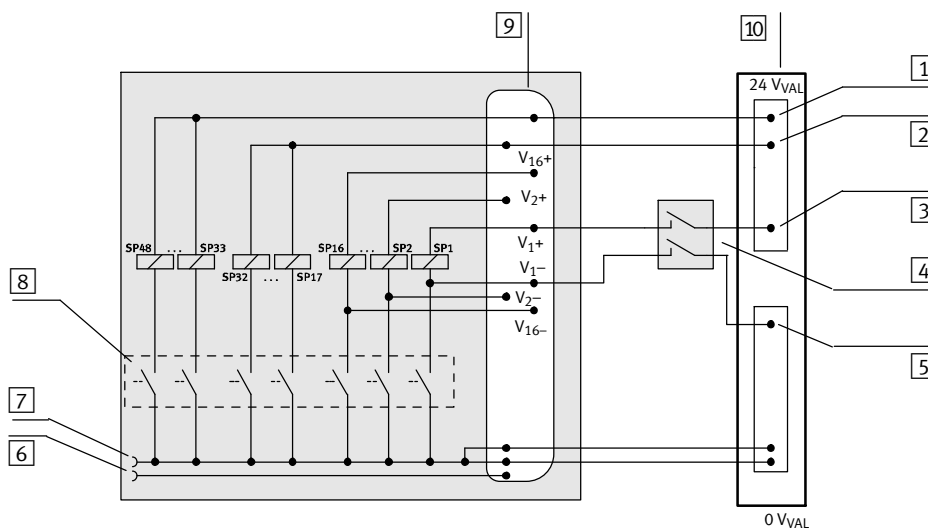 9
10
1
24 VVAL
2
V16+
V2+
3
SP48 ... SP33
SP16 ... SP2 SP1
V1+
4
SP32 ... SP17
V1–
8
V2–
V16–
5
7
6
0 VVAL